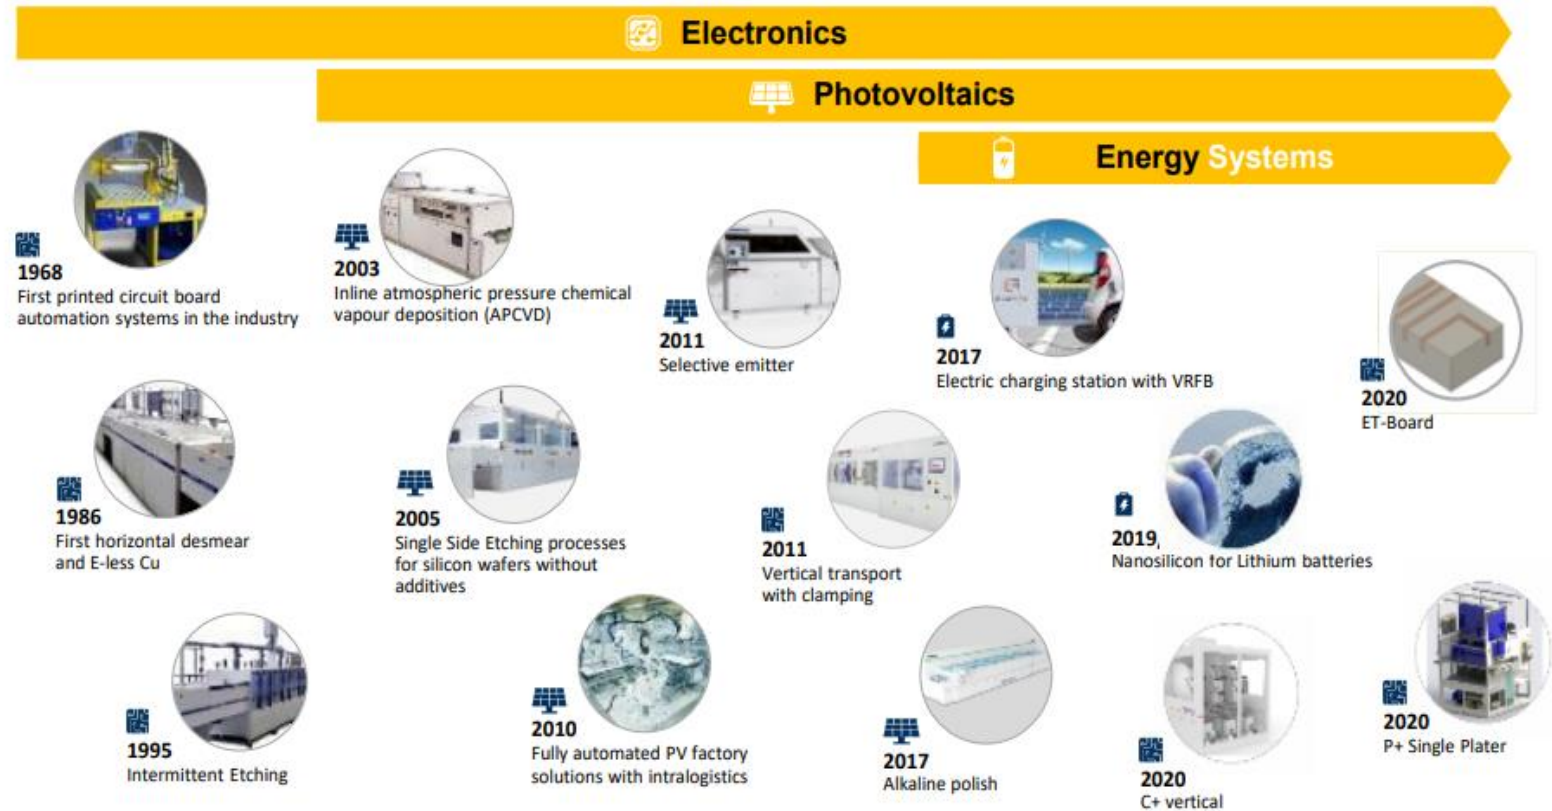 Electronics
Photovoltaics
Energy Systems
1968
First printed circuit board
automation systems in the industry
2003
Inline atmospheric pressure chemical
vapour deposition (APCVD)
2011
Selective emitter
2017
Electric charging station with VRFB
2020
ET-Board
1986
First horizontal desmear
and E-less Cu
2005
Single Side Etching processes
for silicon wafers without
additives
2011
Vertical transport
with clamping
2019,
Nanosilicon for Lithium batteries
1995
Intermittent Etching
2010
Fully automated PV factory
solutions with intralogistics
2017
Alkaline polish
2020
C+ vertical
2020
P+ Single Plater